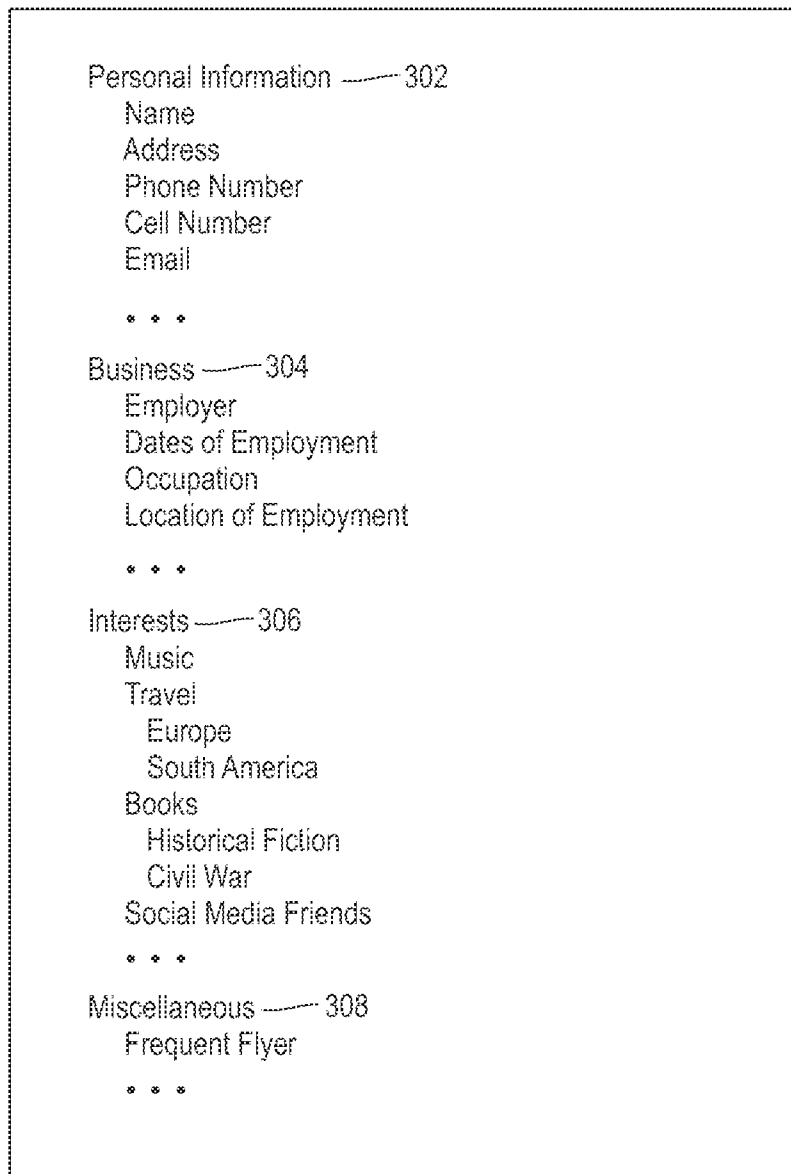 Personal Information 302
Name
Address
Phone Number
Cell Number
Email
• • •
Business 304
Employer
Dates of Employment
Occupation
Location of Employment
• • •
Interests 306
Music
Travel
Europe
South America
Books
Historical Fiction
Civil War
Social Media Friends
• • •
Miscellaneous 308
Frequent Flyer
• • •